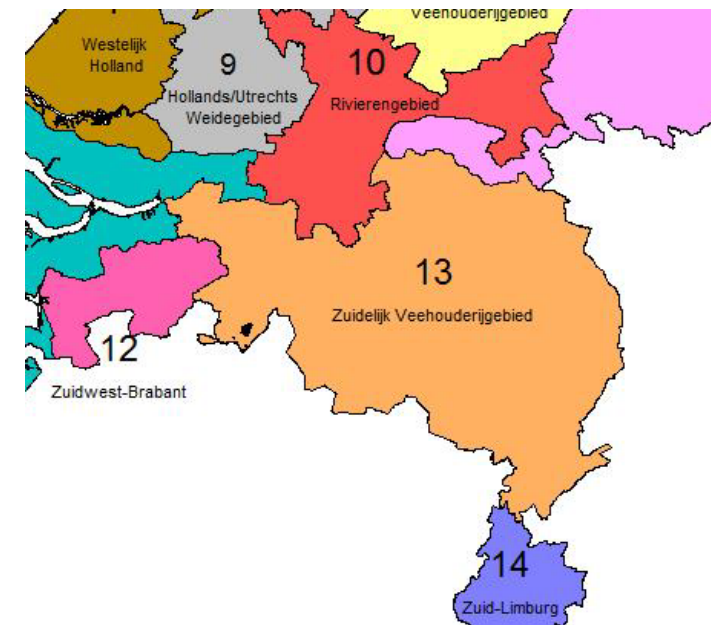 Veehouderijgebied
Westelijk
Holland
9
Hollands/Utrechts
Weidegebied
10
Rivierengebied
13
Zuidelijk Veehouderijgebied
12
Zuidwest-Brabant
14
Zuid-Limburg